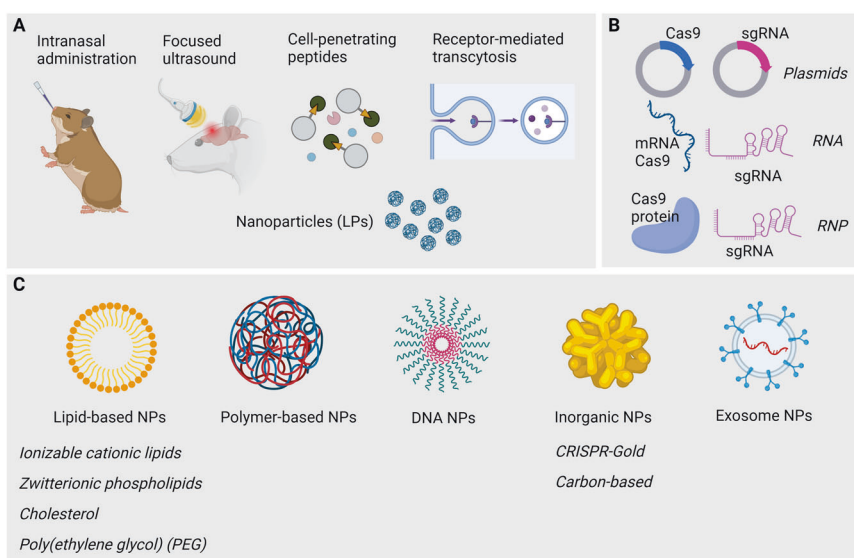 A
Intranasal
administration
Focused
ultrasound
Cell-penetrating
peptides
Receptor-mediated
transcytosis
Nanoparticles (LPs)
B
Cas9
sgRNA
Plasmids
mRNA
Cas9
sgRNA
RNA
Cas9
protein
sgRNA
RNP
C
Lipid-based NPs
Polymer-based NPs
DNA NPs
Inorganic NPs
Exosome NPs
Ionizable cationic lipids
Zwitterionic phospholipids
Cholesterol
Poly(ethylene glycol) (PEG)
CRISPR-Gold
Carbon-based